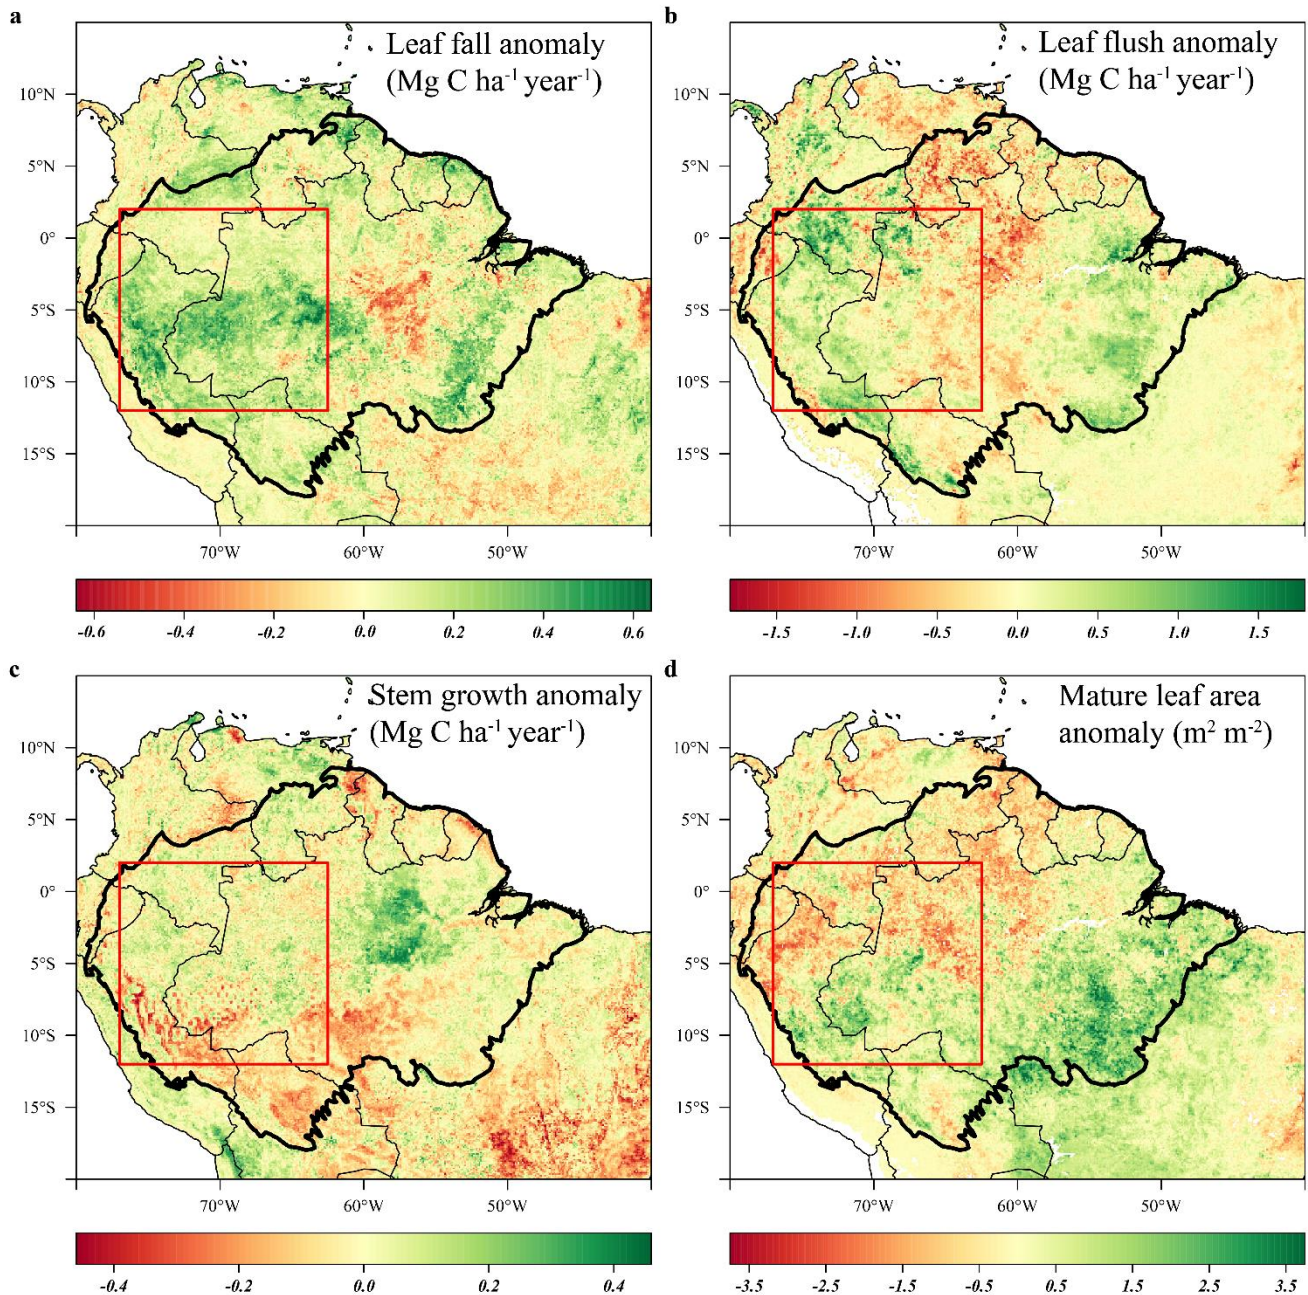 a
Leaf fall anomaly
(Mg C ha⁻¹ year⁻¹)
10°N
5°N
0°
5°S
10°S
15°S
70°W 60°W 50°W
-0.6 -0.4 -0.2 0.0 0.2 0.4 0.6
b
Leaf flush anomaly
(Mg C ha⁻¹ year⁻¹)
10°N
5°N
0°
5°S
10°S
15°S
70°W 60°W 50°W
-1.5 -1.0 -0.5 0.0 0.5 1.0 1.5
c
Stem growth anomaly
(Mg C ha⁻¹ year⁻¹)
10°N
5°N
0°
5°S
10°S
15°S
70°W 60°W 50°W
-0.4 -0.2 0.0 0.2 0.4
d
Mature leaf area
anomaly (m² m⁻²)
10°N
5°N
0°
5°S
10°S
15°S
70°W 60°W 50°W
-3.5 -2.5 -1.5 -0.5 0.5 1.5 2.5 3.5